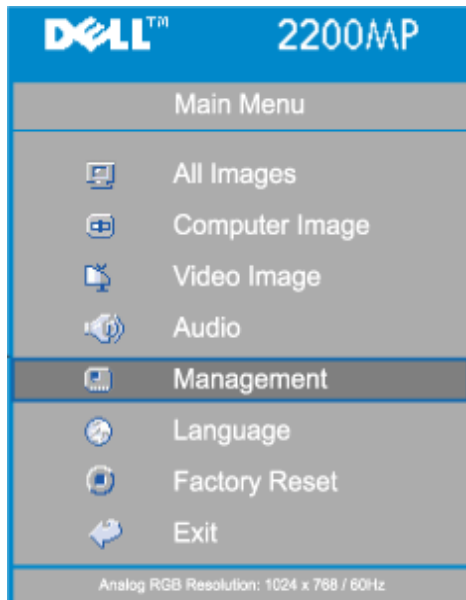 DELL™ 2200MP
Main Menu
All Images
Computer Image
Video Image
Audio
Management
Language
Factory Reset
Exit
Analog RGB Resolution: 1024 x 768 / 60Hz